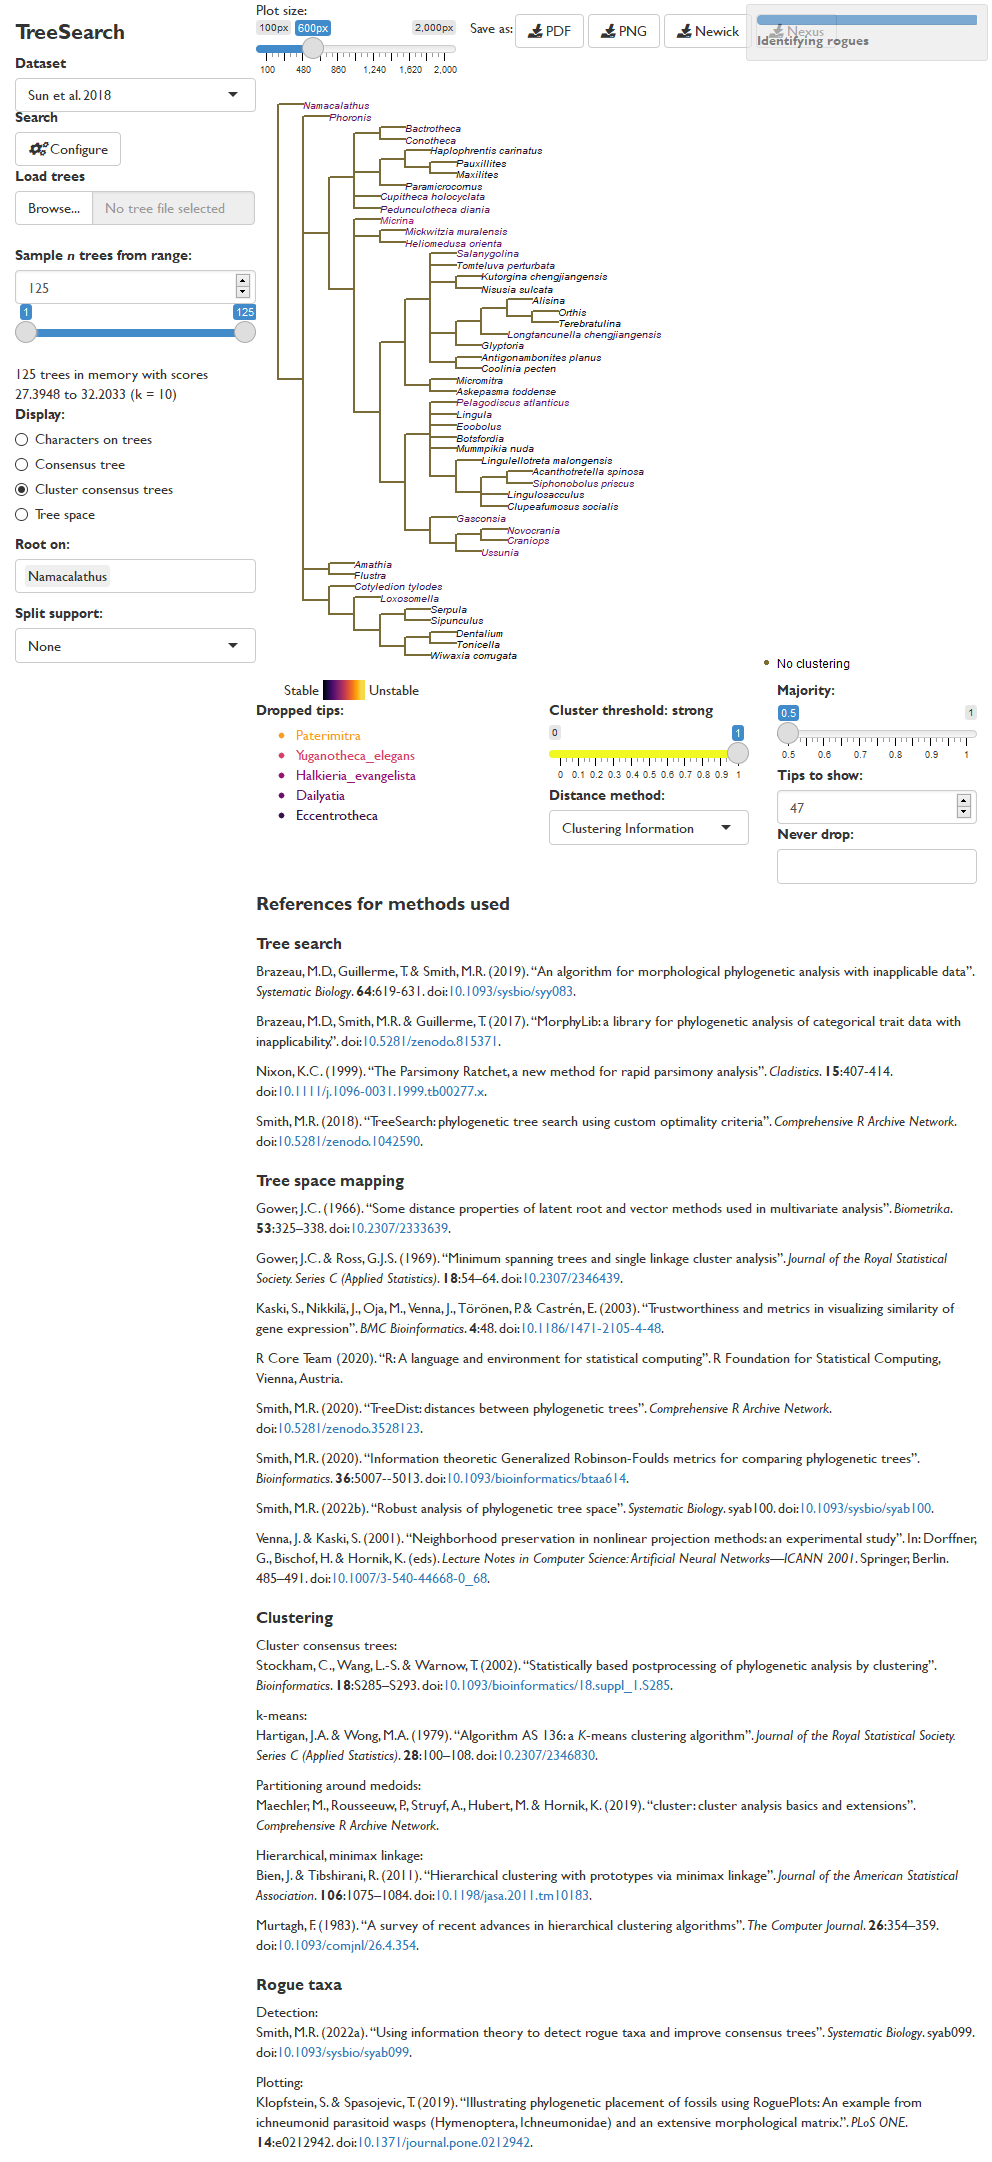 TreeSearch
Dataset
Sun et al. 2018
Search
Configure
Load trees
Browse... No tree file selected
Sample n trees from range:
125
1 125
125 trees in memory with scores
27.3948 to 32.2033 (k = 10)
Display:
Characters on trees
Consensus tree
Cluster consensus trees
Tree space
Root on:
Namacalathus
Split support:
None
Plot size:
100px 600px 2,000px
100 480 860 1,240 1,620 2,000
Save as: PDF PNG Newick Nexus
Identifying rogues
Namacalathus
Phoronis
Bactrotheca
Conotheca
Haplophrentis carinatus
Pauxillites
Maxilites
Paramicrocornus
Cupitheca holocyclata
Pedunculotheca diania
Micrina
Mickwitzia muralensis
Heliomedusa orienta
Salanygolina
Tomteluva perturbata
Kutorgina chengjiangensis
Nisusia sulcata
Alisina
Orthis
Terebratulina
Longtancunella chengjiangensis
Glyptoria
Antigonambonites planus
Coolinia pecten
Micromitra
Askepasma toddense
Pelagodiscus atlanticus
Lingula
Eoobolus
Botsfordia
Mummpikia nuda
Lingulellotreta malongensis
Acanthotretella spinosa
Siphonobolus priscus
Lingulosacculus
Clupeafumosus socialis
Gasconsia
Novocrania
Craniops
Ussunia
Amathia
Flustra
Cotyledion tylodes
Loxosomella
Serpula
Sipunculus
Dentalium
Tonicella
Wiwaxia corrugata
No clustering
Stable Unstable
Dropped tips:
Paterimitra
Yuganotheca_elegans
Halkieria_evangelista
Dailyatia
Eccentrotheca
Cluster threshold: strong
0 1
0 0.1 0.2 0.3 0.4 0.5 0.6 0.7 0.8 0.9 1
Distance method:
Clustering Information
Majority:
0.5 1
0.5 0.6 0.7 0.8 0.9 1
Tips to show:
47
Never drop:
References for methods used
Tree search
Brazeau, M.D., Guillerme, T. & Smith, M.R. (2019). “An algorithm for morphological phylogenetic analysis with inapplicable data”.
Systematic Biology. 64:619-631. doi:10.1093/sysbio/syy083.
Brazeau, M.D., Smith, M.R. & Guillerme, T. (2017). “MorphyLib: a library for phylogenetic analysis of categorical trait data with
inapplicability.”. doi:10.5281/zenodo.815371.
Nixon, K.C. (1999). “The Parsimony Ratchet, a new method for rapid parsimony analysis”. Cladistics. 15:407-414.
doi:10.1111/j.1096-0031.1999.tb00277.x.
Smith, M.R. (2018). “TreeSearch: phylogenetic tree search using custom optimality criteria”. Comprehensive R Archive Network.
doi:10.5281/zenodo.1042590.
Tree space mapping
Gower, J.C. (1966). “Some distance properties of latent root and vector methods used in multivariate analysis”. Biometrika.
53:325–338. doi:10.2307/2333639.
Gower, J.C. & Ross, G.J.S. (1969). “Minimum spanning trees and single linkage cluster analysis”. Journal of the Royal Statistical
Society. Series C (Applied Statistics). 18:54–64. doi:10.2307/2346439.
Kaski, S., Nikkilä, J., Oja, M., Venna, J., Törönen, P. & Castrén, E. (2003). “Trustworthiness and metrics in visualizing similarity of
gene expression”. BMC Bioinformatics. 4:48. doi:10.1186/1471-2105-4-48.
R Core Team (2020). “R: A language and environment for statistical computing”. R Foundation for Statistical Computing,
Vienna, Austria.
Smith, M.R. (2020). “TreeDist: distances between phylogenetic trees”. Comprehensive R Archive Network.
doi:10.5281/zenodo.3528123.
Smith, M.R. (2020). “Information theoretic Generalized Robinson-Foulds metrics for comparing phylogenetic trees”.
Bioinformatics. 36:5007--5013. doi:10.1093/bioinformatics/btaa614.
Smith, M.R. (2022b). “Robust analysis of phylogenetic tree space”. Systematic Biology. syab100. doi:10.1093/sysbio/syab100.
Venna, J. & Kaski, S. (2001). “Neighborhood preservation in nonlinear projection methods: an experimental study”. In: Dorffner,
G., Bischof, H. & Hornik, K. (eds). Lecture Notes in Computer Science: Artificial Neural Networks—ICANN 2001. Springer, Berlin.
485–491. doi:10.1007/3-540-44668-0_68.
Clustering
Cluster consensus trees:
Stockham, C., Wang, L.-S. & Warnow, T. (2002). “Statistically based postprocessing of phylogenetic analysis by clustering”.
Bioinformatics. 18:S285–S293. doi:10.1093/bioinformatics/18.suppl_1.S285.
k-means:
Hartigan, J.A. & Wong, M.A. (1979). “Algorithm AS 136: a K-means clustering algorithm”. Journal of the Royal Statistical Society.
Series C (Applied Statistics). 28:100–108. doi:10.2307/2346830.
Partitioning around medoids:
Maechler, M., Rousseeuw, P., Struyf, A., Hubert, M. & Hornik, K. (2019). “cluster: cluster analysis basics and extensions”.
Comprehensive R Archive Network.
Hierarchical, minimax linkage:
Bien, J. & Tibshirani, R. (2011). “Hierarchical clustering with prototypes via minimax linkage”. Journal of the American Statistical
Association. 106:1075–1084. doi:10.1198/jasa.2011.tm10183.
Murtagh, F. (1983). “A survey of recent advances in hierarchical clustering algorithms”. The Computer Journal. 26:354–359.
doi:10.1093/comjnl/26.4.354.
Rogue taxa
Detection:
Smith, M.R. (2022a). “Using information theory to detect rogue taxa and improve consensus trees”. Systematic Biology. syab099.
doi:10.1093/sysbio/syab099.
Plotting:
Klopfstein, S. & Spasojevic, T. (2019). “Illustrating phylogenetic placement of fossils using RoguePlots: An example from
ichneumonid parasitoid wasps (Hymenoptera, Ichneumonidae) and an extensive morphological matrix.”. PLoS ONE.
14:e0212942. doi:10.1371/journal.pone.0212942.